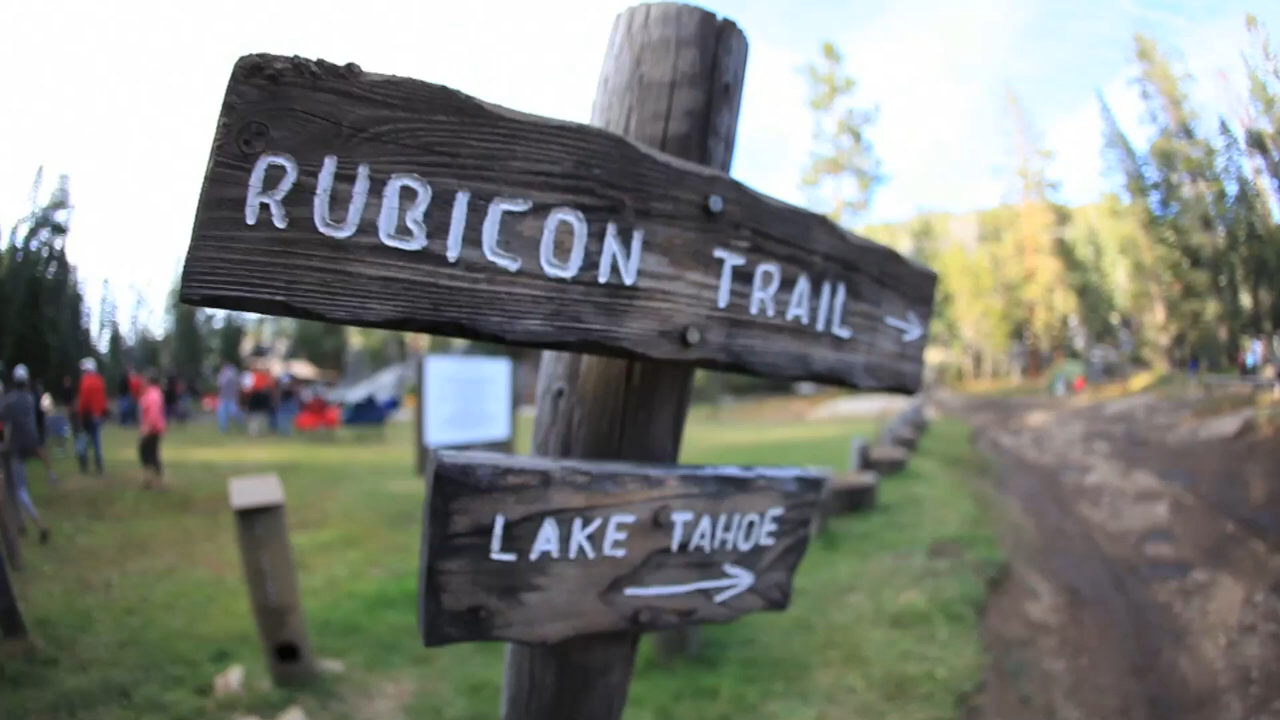 RUBICON TRAIL →
LAKE TAHOE
→